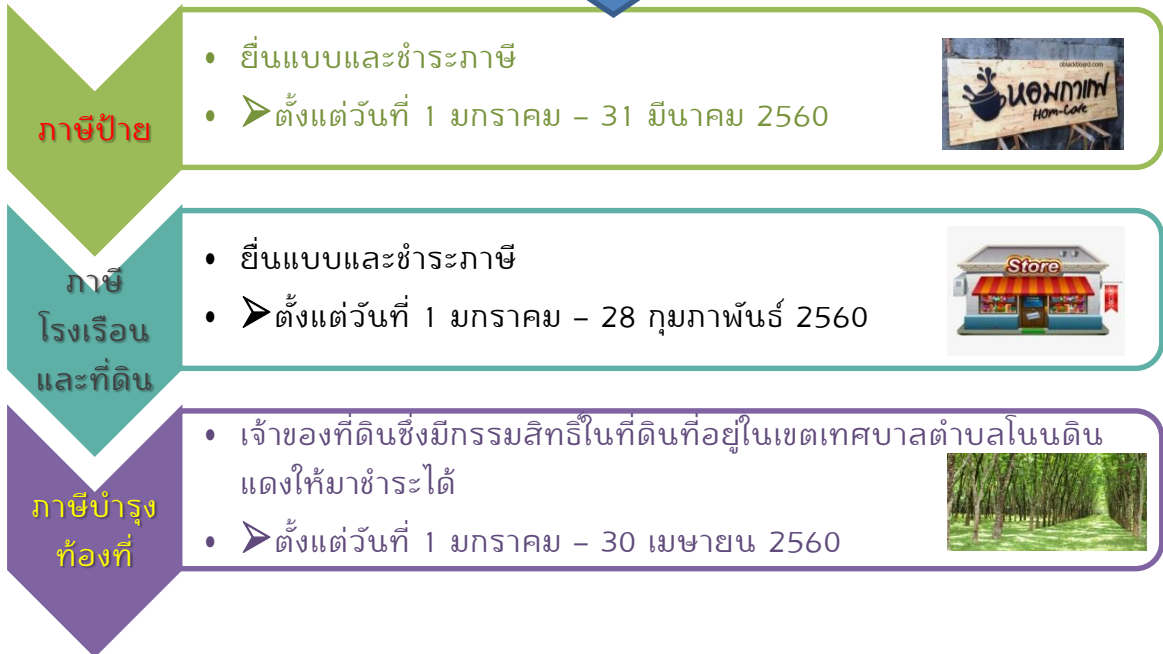 ภาษีป้าย
• ยื่นแบบและชำระภาษี
• ➢ตั้งแต่วันที่ 1 มกราคม – 31 มีนาคม 2560
oblackboard.com
หอมกาแฟ
Hom-Cafe
ภาษี
โรงเรือน
และที่ดิน
• ยื่นแบบและชำระภาษี
• ➢ตั้งแต่วันที่ 1 มกราคม – 28 กุมภาพันธ์ 2560
Store
ภาษีบำรุง
ท้องที่
• เจ้าของที่ดินซึ่งมีกรรมสิทธิ์ในที่ดินที่อยู่ในเขตเทศบาลตำบลโนนดิน
แดงให้มาชำระได้
• ➢ตั้งแต่วันที่ 1 มกราคม – 30 เมษายน 2560